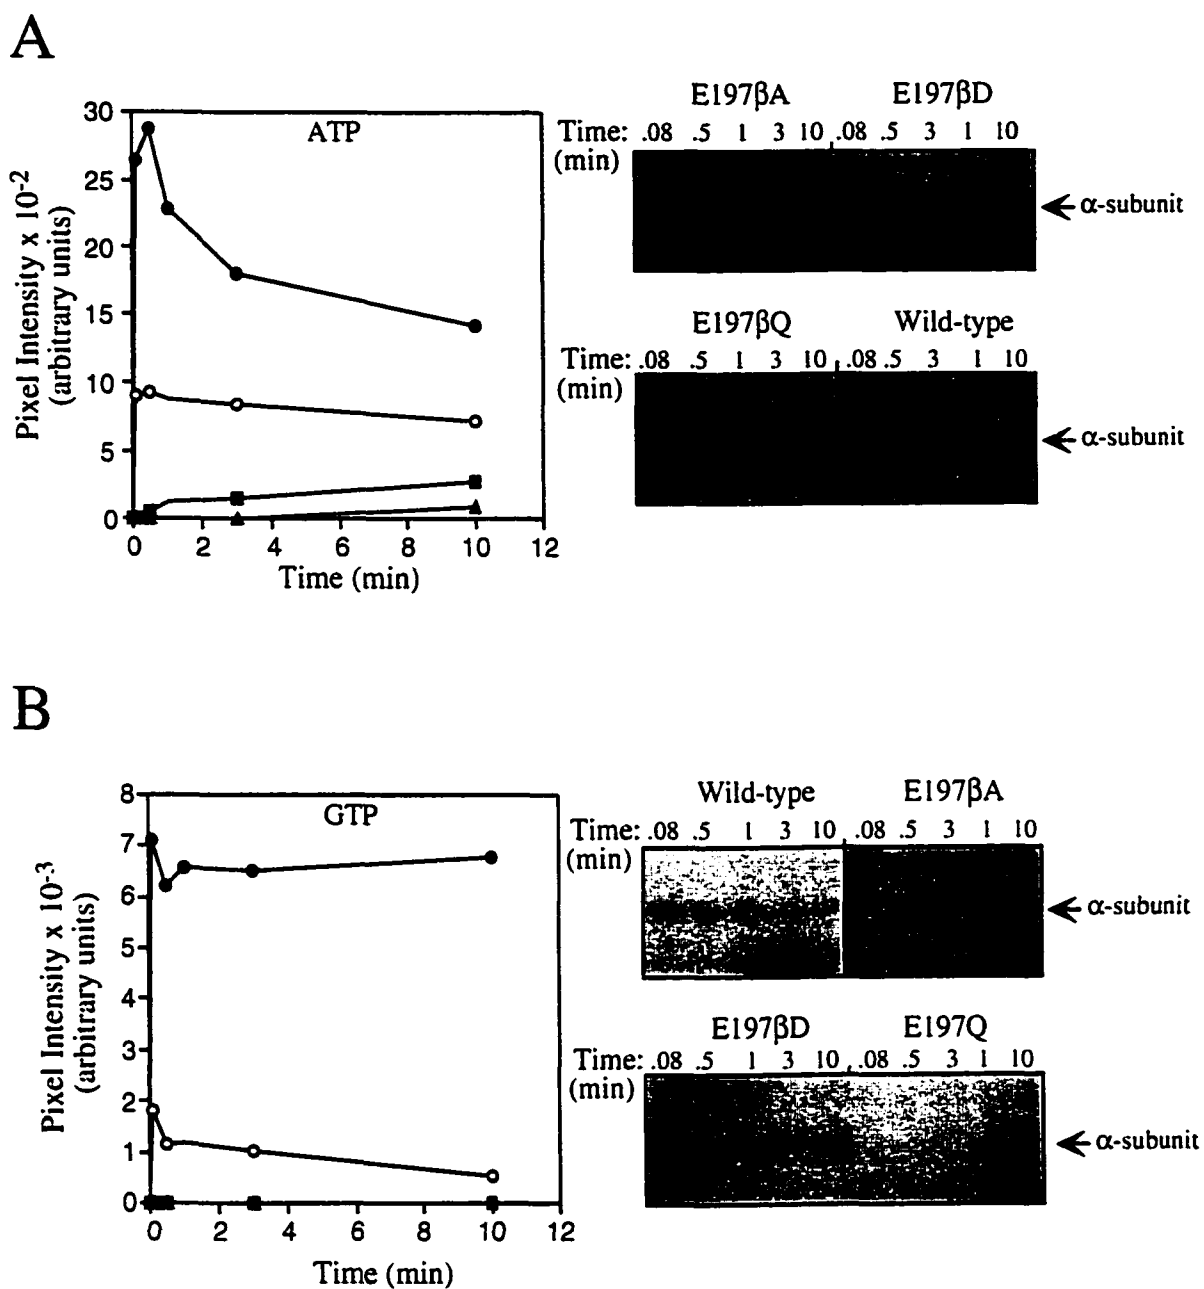 A
ATP
Pixel Intensity x 10-2
(arbitrary units)
30
25
20
15
10
5
0
0 2 4 6 8 10 12
Time (min)
E197βA E197βD
Time: .08 .5 1 3 10 .08 .5 3 1 10
(min)
α-subunit
E197βQ Wild-type
Time: .08 .5 1 3 10 .08 .5 3 1 10
(min)
α-subunit
B
GTP
Pixel Intensity x 10-3
(arbitrary units)
8
7
6
5
4
3
2
1
0
0 2 4 6 8 10 12
Time (min)
Wild-type E197βA
Time: .08 .5 1 3 10 .08 .5 3 1 10
(min)
α-subunit
E197βD E197Q
Time: .08 .5 1 3 10 .08 .5 3 1 10
(min)
α-subunit